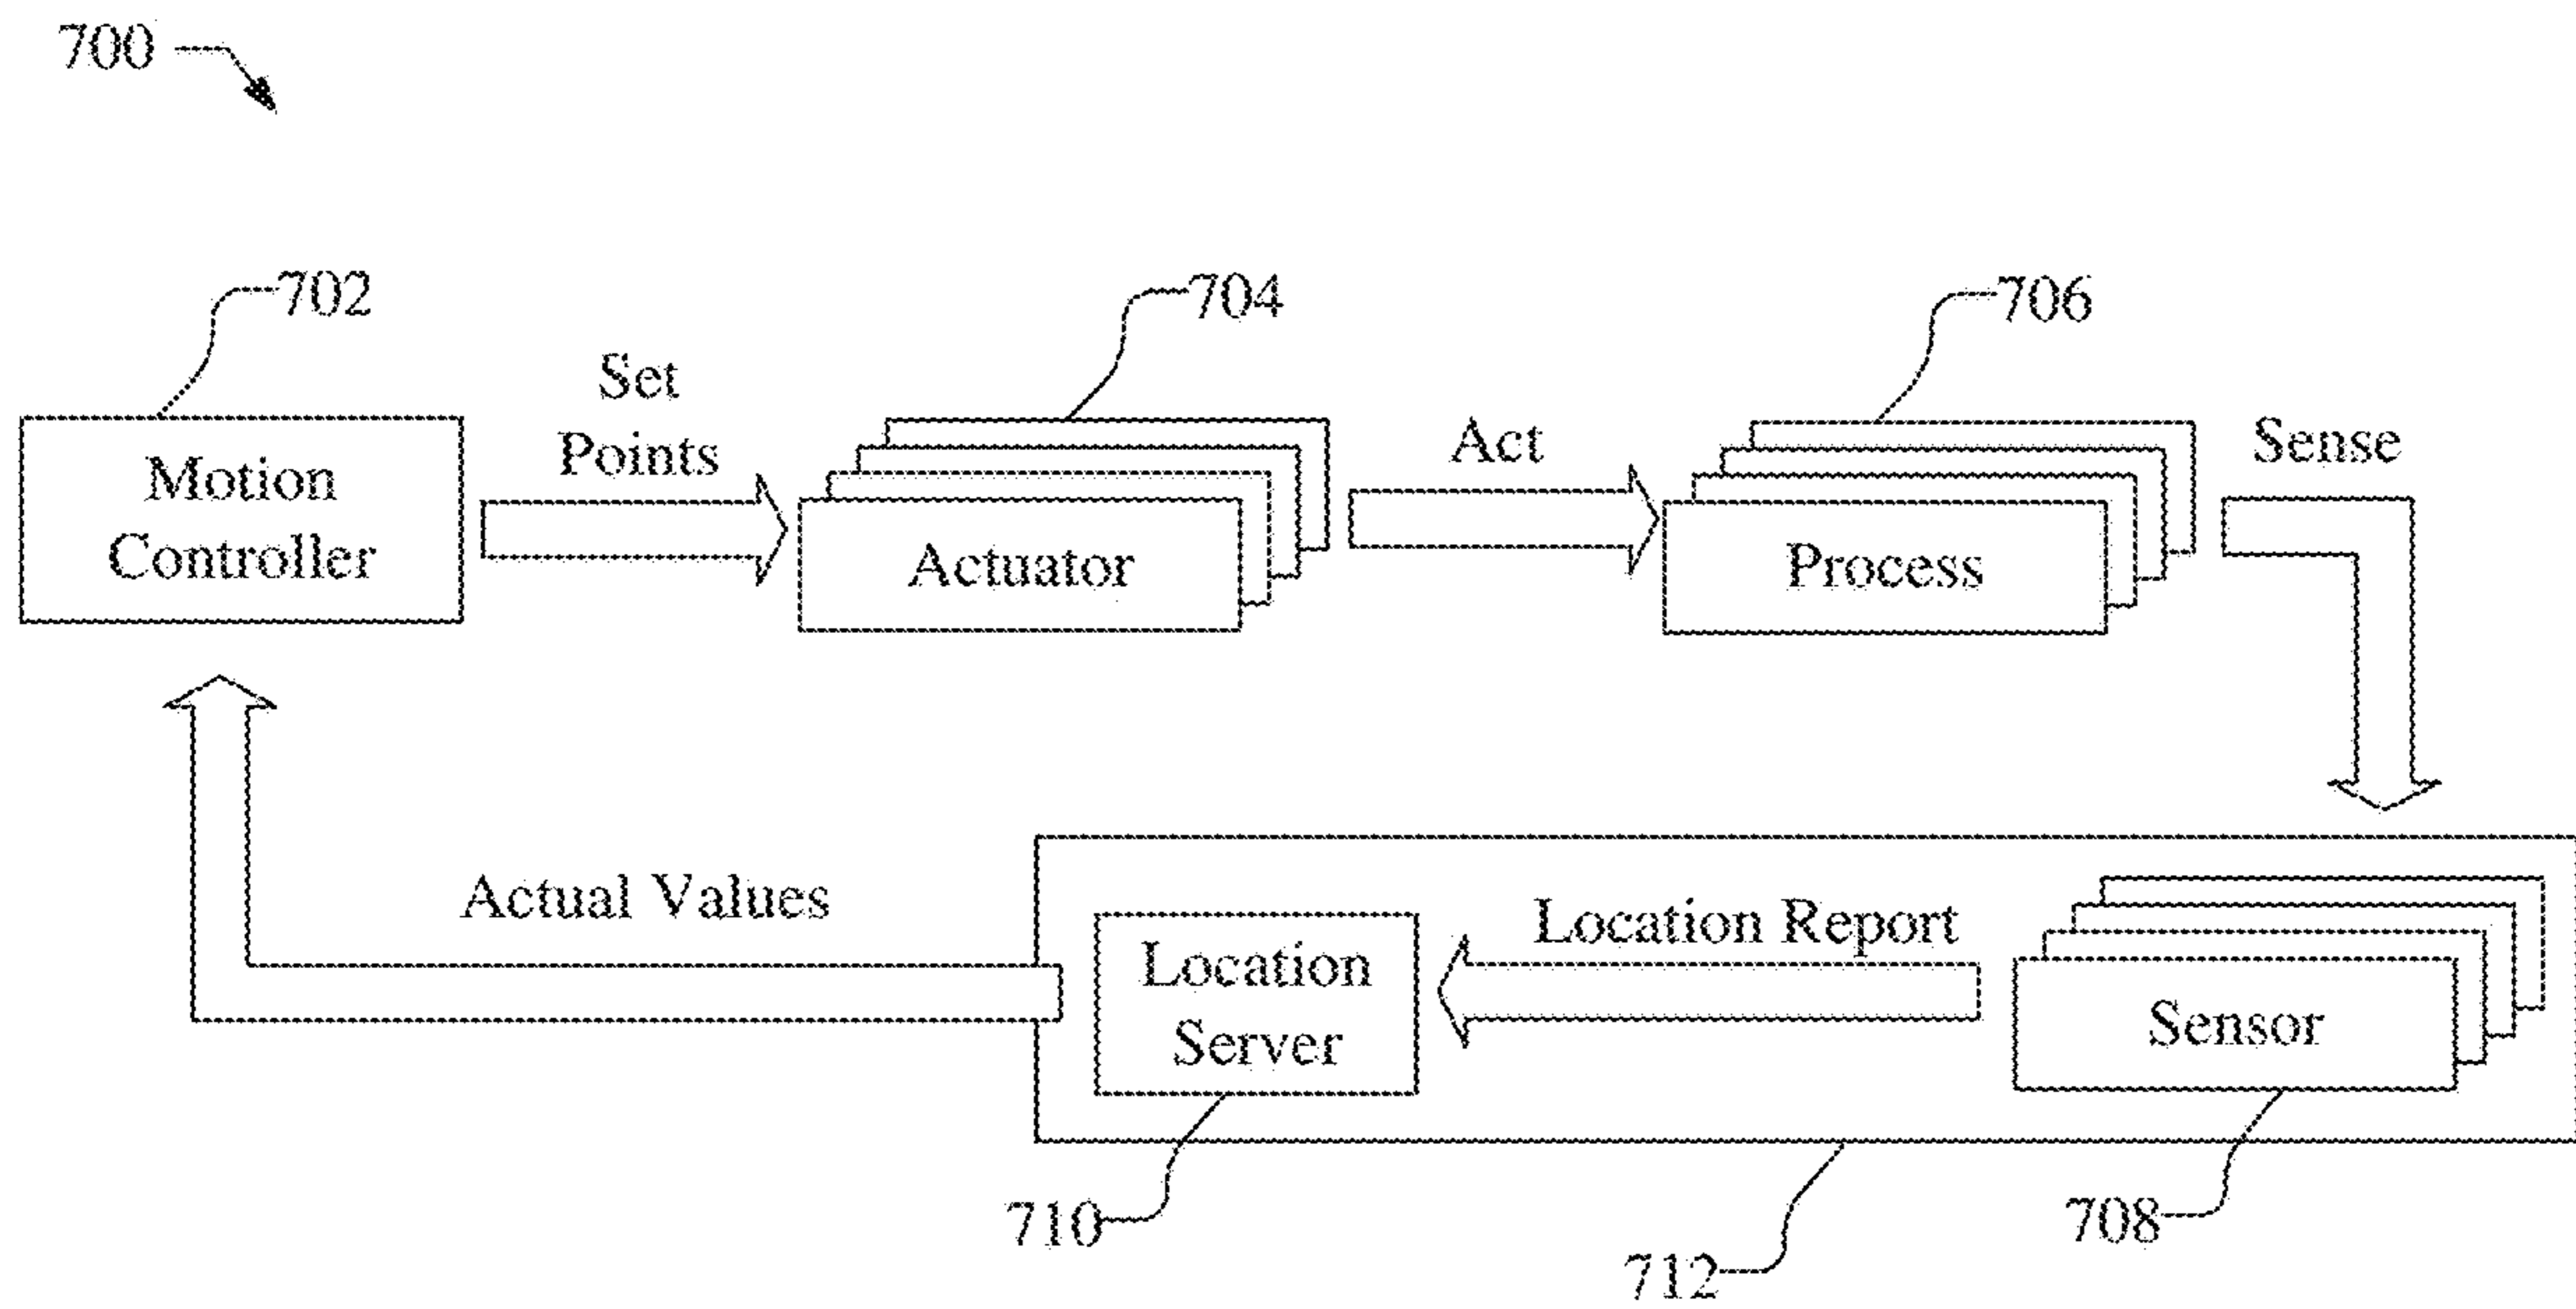 700
702
704
706
Set
Points
Act
Sense
Motion
Controller
Actuator
Process
Actual Values
Location Report
Location
Server
Sensor
710
708
712